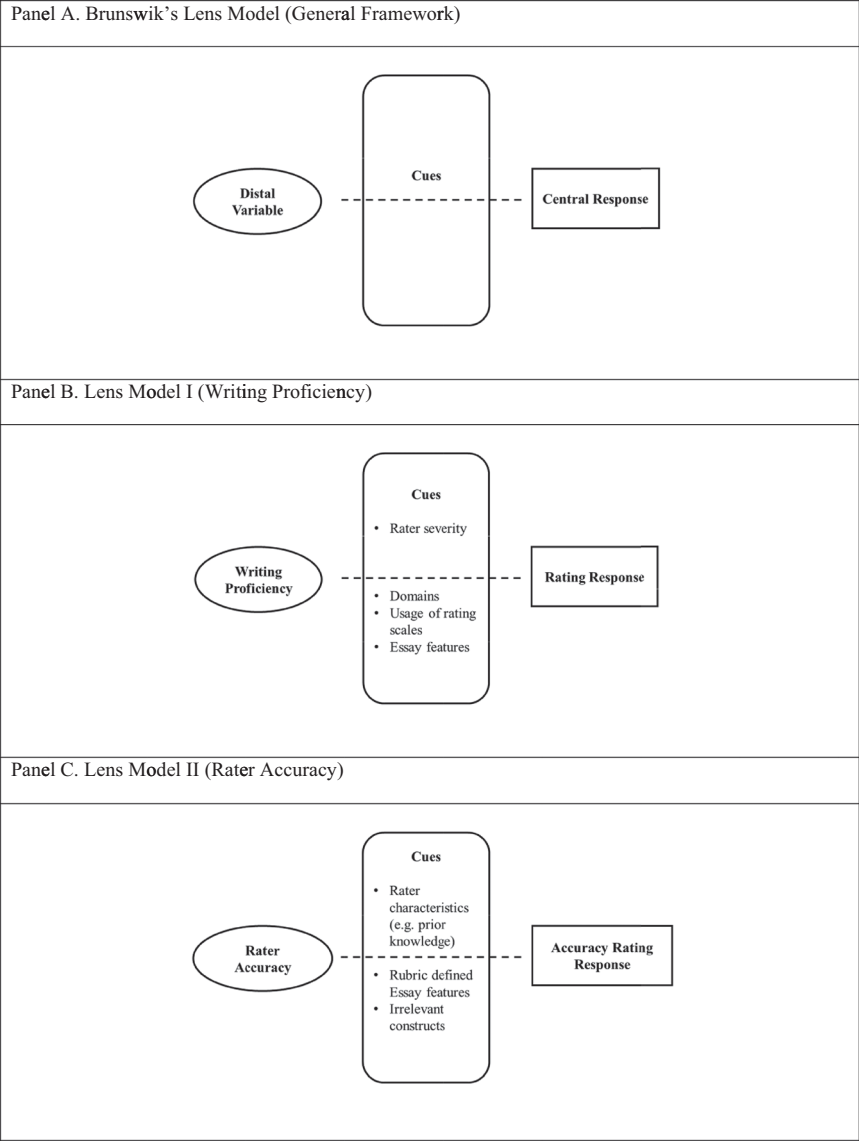 Panel A. Brunswik's Lens Model (General Framework)
Cues
Distal
Variable
Central Response
Panel B. Lens Model I (Writing Proficiency)
Cues
• Rater severity
Writing
Proficiency
Rating Response
• Domains
• Usage of rating
scales
• Essay features
Panel C. Lens Model II (Rater Accuracy)
Cues
• Rater
characteristics
(e.g. prior
knowledge)
Rater
Accuracy
Accuracy Rating
Response
• Rubric defined
Essay features
• Irrelevant
constructs